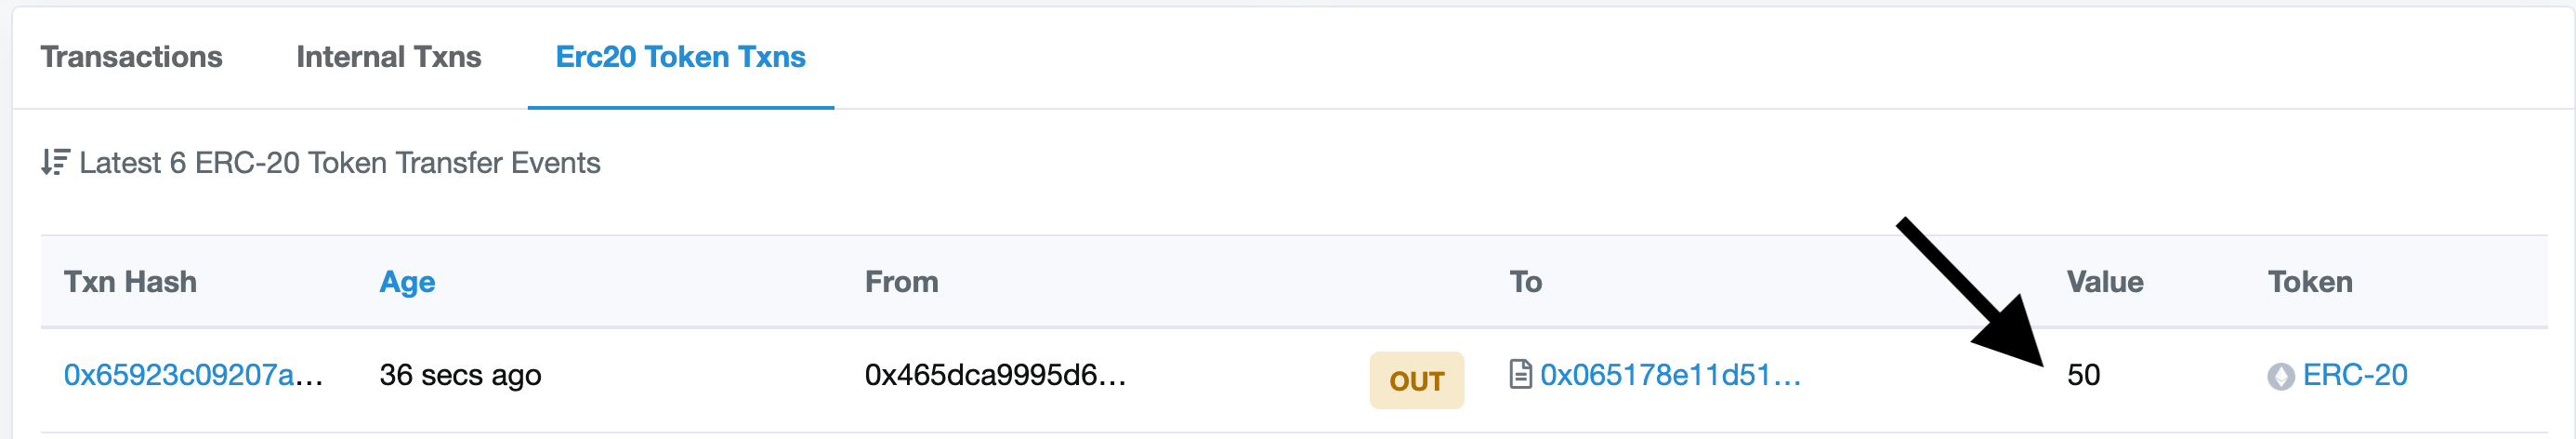 Transactions Internal Txns Erc20 Token Txns
Latest 6 ERC-20 Token Transfer Events
Txn Hash Age From To Value Token
0x65923c09207a... 36 secs ago 0x465dca9995d6... OUT 0x065178e11d51... 50 ERC-20